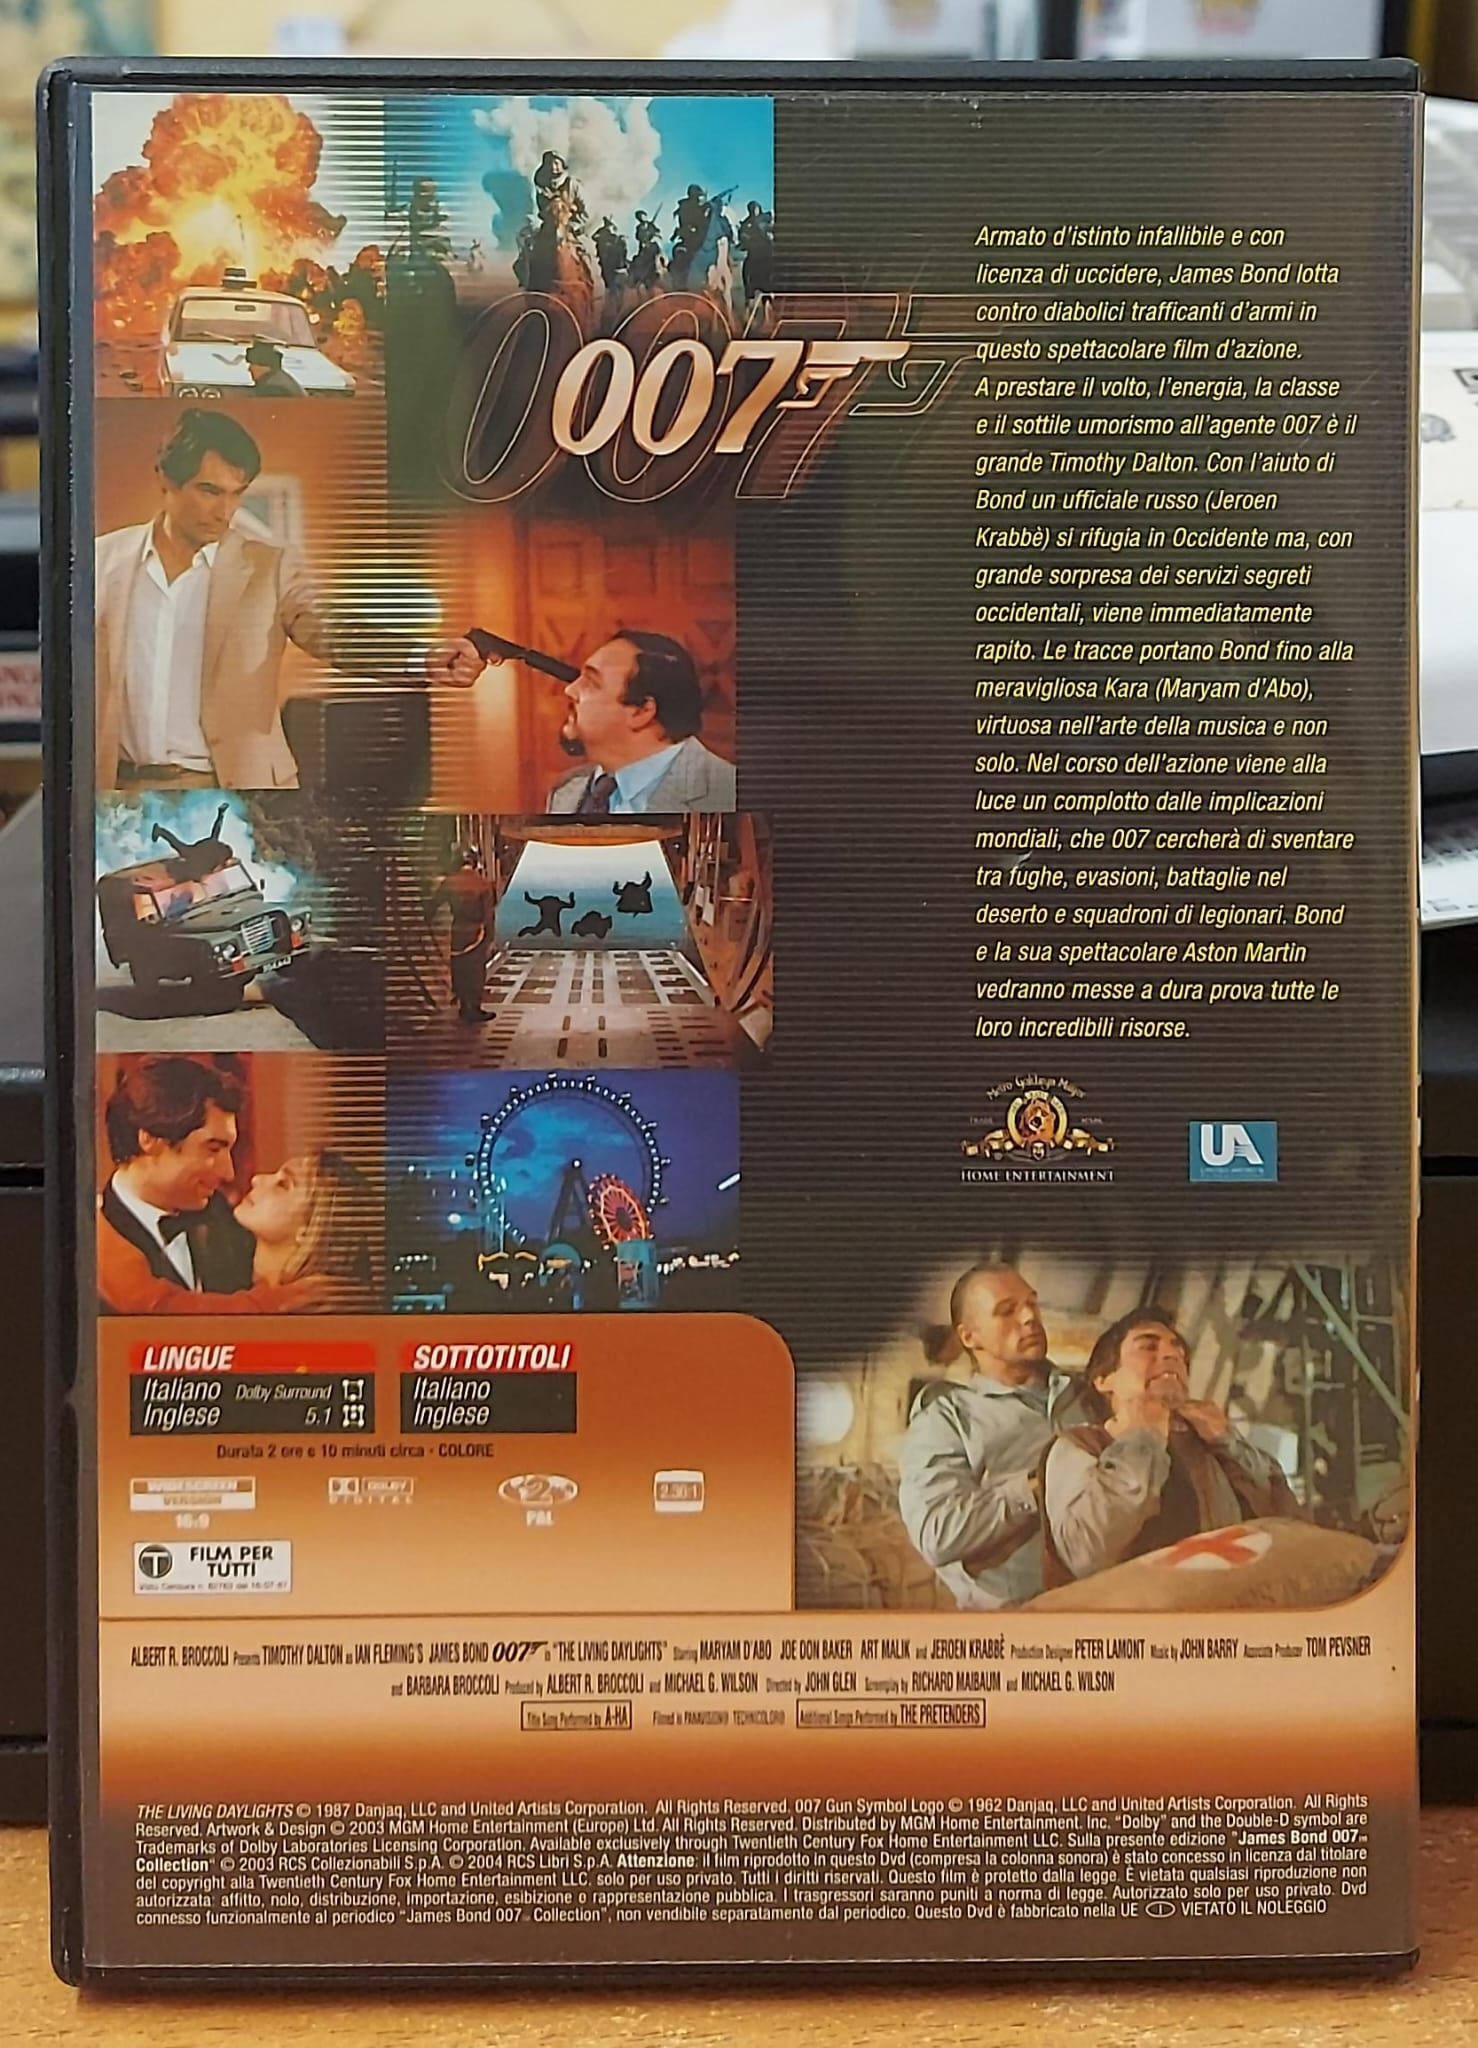 007
Armato d'istinto infallibile e con
licenza di uccidere, James Bond lotta
contro diabolici trafficanti d'armi in
questo spettacolare film d'azione.
A prestare il volto, l'energia, la classe
e il sottile umorismo all'agente 007 è il
grande Timothy Dalton. Con l'aiuto di
Bond un ufficiale russo (Jeroen
Krabbè) si rifugia in Occidente ma, con
grande sorpresa dei servizi segreti
occidentali, viene immediatamente
rapito. Le tracce portano Bond fino alla
meravigliosa Kara (Maryam d'Abo),
virtuosa nell'arte della musica e non
solo. Nel corso dell'azione viene alla
luce un complotto dalle implicazioni
mondiali, che 007 cercherà di sventare
tra fughe, evasioni, battaglie nel
deserto e squadroni di legionari. Bond
e la sua spettacolare Aston Martin
vedranno messe a dura prova tutte le
loro incredibili risorse.
Metro Goldwyn Mayer
HOME ENTERTAINMENT
UA
LINGUE
Italiano Dolby Surround
Inglese 5.1
SOTTOTITOLI
Italiano
Inglese
Durata 2 ore e 10 minuti circa - COLORE
WIDESCREEN
VERSION
16:9
DOLBY
DIGITAL
2
PAL
2.35:1
T FILM PER
TUTTI
ALBERT R. BROCCOLI Presents TIMOTHY DALTON as IAN FLEMING'S JAMES BOND 007 in "THE LIVING DAYLIGHTS" Starring MARYAM D'ABO JOE DON BAKER ART MALIK and JEROEN KRABBÈ Production Designer PETER LAMONT Music by JOHN BARRY Associate Producer TOM PEVSNER
and BARBARA BROCCOLI Produced by ALBERT R. BROCCOLI and MICHAEL G. WILSON Directed by JOHN GLEN Screenplay by RICHARD MAIBAUM and MICHAEL G. WILSON
Title Song Performed by A-HA Filmed in PANAVISION® TECHNICOLOR® Additional Songs Performed by THE PRETENDERS
THE LIVING DAYLIGHTS © 1987 Danjaq, LLC and United Artists Corporation. All Rights Reserved. 007 Gun Symbol Logo © 1962 Danjaq, LLC and United Artists Corporation. All Rights
Reserved. Artwork & Design © 2003 MGM Home Entertainment (Europe) Ltd. All Rights Reserved. Distributed by MGM Home Entertainment. Inc. "Dolby" and the Double-D symbol are
Trademarks of Dolby Laboratories Licensing Corporation. Available exclusively through Twentieth Century Fox Home Entertainment LLC. Sulla presente edizione "James Bond 007™
Collection" © 2003 RCS Collezionabili S.p.A. © 2004 RCS Libri S.p.A. Attenzione: Il film riprodotto in questo Dvd (compresa la colonna sonora) è stato concesso in licenza dal titolare
del copyright alla Twentieth Century Fox Home Entertainment LLC. solo per uso privato. Tutti i diritti riservati. Questo film è protetto dalla legge. È vietata qualsiasi riproduzione non
autorizzata: affitto, nolo, distribuzione, importazione, esibizione o rappresentazione pubblica. I trasgressori saranno puniti a norma di legge. Autorizzato solo per uso privato. Dvd
connesso funzionalmente al periodico "James Bond 007™ Collection", non vendibile separatamente dal periodico. Questo Dvd è fabbricato nella UE I VIETATO IL NOLEGGIO